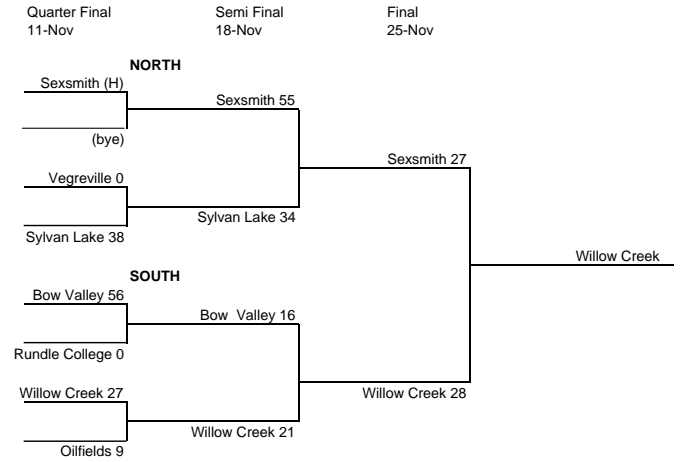 Quarter Final Semi Final Final
11-Nov 18-Nov 25-Nov
NORTH
Sexsmith (H)
Sexsmith 55
(bye)
Sexsmith 27
Vegreville 0
Sylvan Lake 34
Sylvan Lake 38
Willow Creek
SOUTH
Bow Valley 56
Bow  Valley 16
Rundle College 0
Willow Creek 27
Willow Creek 28
Willow Creek 21
Oilfields 9